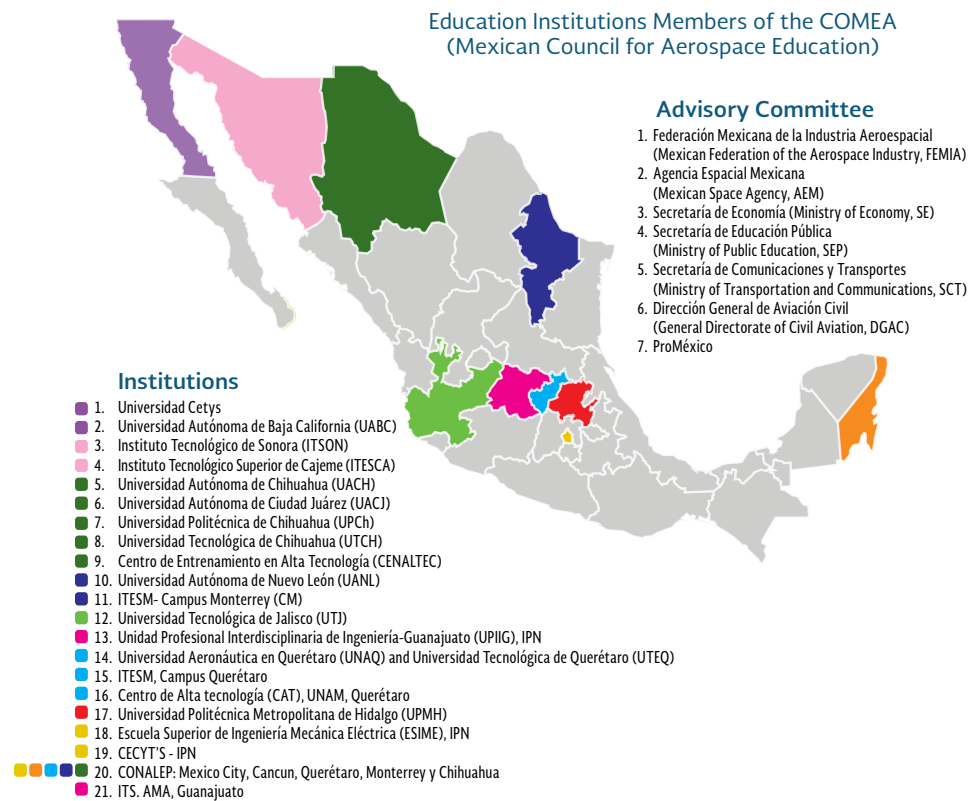 Education Institutions Members of the COMEA
(Mexican Council for Aerospace Education)
Advisory Committee
1. Federación Mexicana de la Industria Aeroespacial
(Mexican Federation of the Aerospace Industry, FEMIA)
2. Agencia Espacial Mexicana
(Mexican Space Agency, AEM)
3. Secretaría de Economía (Ministry of Economy, SE)
4. Secretaría de Educación Pública
(Ministry of Public Education, SEP)
5. Secretaría de Comunicaciones y Transportes
(Ministry of Transportation and Communications, SCT)
6. Dirección General de Aviación Civil
(General Directorate of Civil Aviation, DGAC)
7. ProMéxico
Institutions
1. Universidad Cetys
2. Universidad Autónoma de Baja California (UABC)
3. Instituto Tecnológico de Sonora (ITSON)
4. Instituto Tecnológico Superior de Cajeme (ITESCA)
5. Universidad Autónoma de Chihuahua (UACH)
6. Universidad Autónoma de Ciudad Juárez (UACJ)
7. Universidad Politécnica de Chihuahua (UPCh)
8. Universidad Tecnológica de Chihuahua (UTCH)
9. Centro de Entrenamiento en Alta Tecnología (CENALTEC)
10. Universidad Autónoma de Nuevo León (UANL)
11. ITESM- Campus Monterrey (CM)
12. Universidad Tecnológica de Jalisco (UTJ)
13. Unidad Profesional Interdisciplinaria de Ingeniería-Guanajuato (UPIIG), IPN
14. Universidad Aeronáutica en Querétaro (UNAQ) and Universidad Tecnológica de Querétaro (UTEQ)
15. ITESM, Campus Querétaro
16. Centro de Alta tecnología (CAT), UNAM, Querétaro
17. Universidad Politécnica Metropolitana de Hidalgo (UPMH)
18. Escuela Superior de Ingeniería Mecánica Eléctrica (ESIME), IPN
19. CECYT'S - IPN
20. CONALEP: Mexico City, Cancun, Querétaro, Monterrey y Chihuahua
21. ITS. AMA, Guanajuato